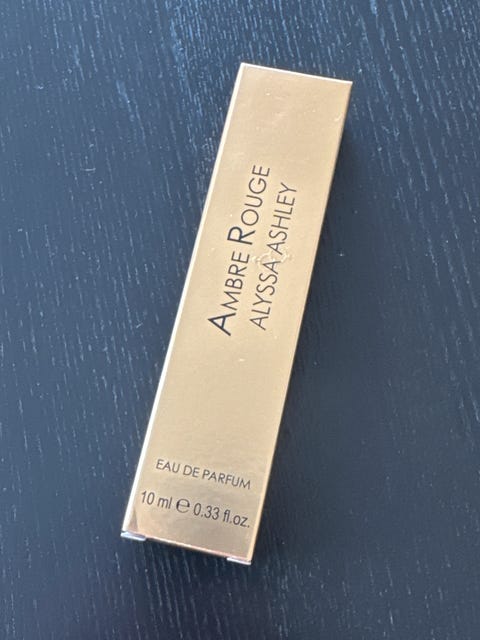 AMBRE ROUGE
ALYSSA ASHLEY
EAU DE PARFUM
10 ml ℮ 0.33 fl.oz.